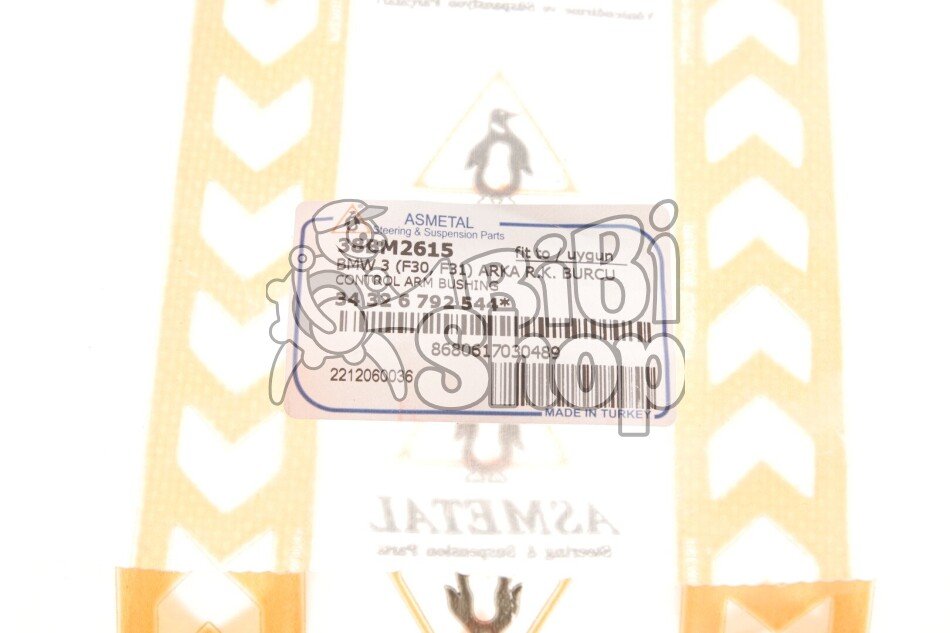 ASMETAL
Steering & Suspension Parts
fit to / uygun
BMW 3 (F30, F31) ARKA R.K. BURCU
CONTROL ARM BUSHING
34 32 6 792 544*
8680617030489
2212060036
MADE IN TURKEY
BiBi
Shop
ASMETAL
Steering & Suspension Parts